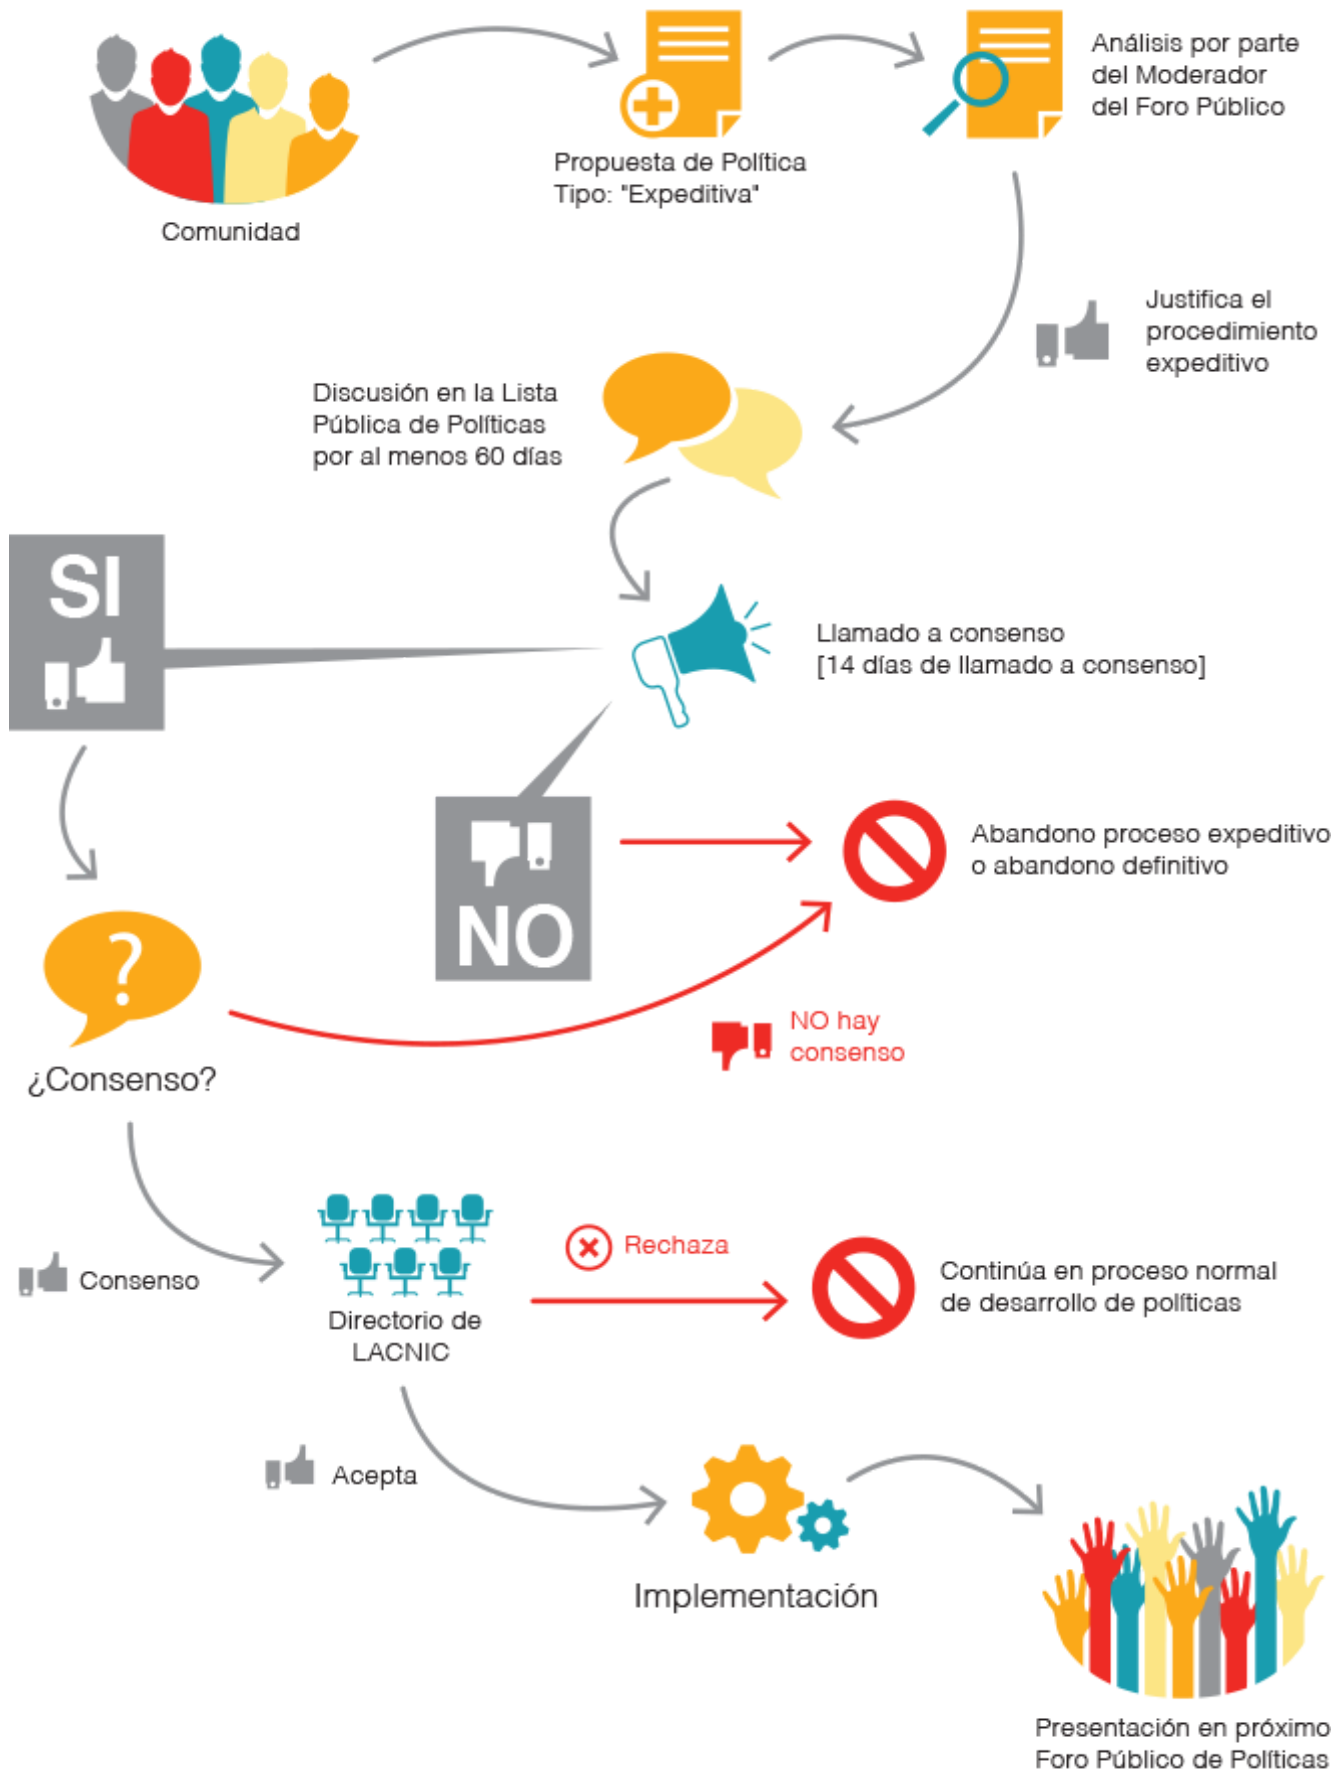 Comunidad
Propuesta de Política
Tipo: "Expeditiva"
Análisis por parte
del Moderador
del Foro Público
Justifica el
procedimiento
expeditivo
Discusión en la Lista
Pública de Políticas
por al menos 60 días
SI
Llamado a consenso
[14 días de llamado a consenso]
NO
Abandono proceso expeditivo
o abandono definitivo
?
¿Consenso?
NO hay
consenso
Consenso
Directorio de
LACNIC
Rechaza
Continúa en proceso normal
de desarrollo de políticas
Acepta
Implementación
Presentación en próximo
Foro Público de Políticas